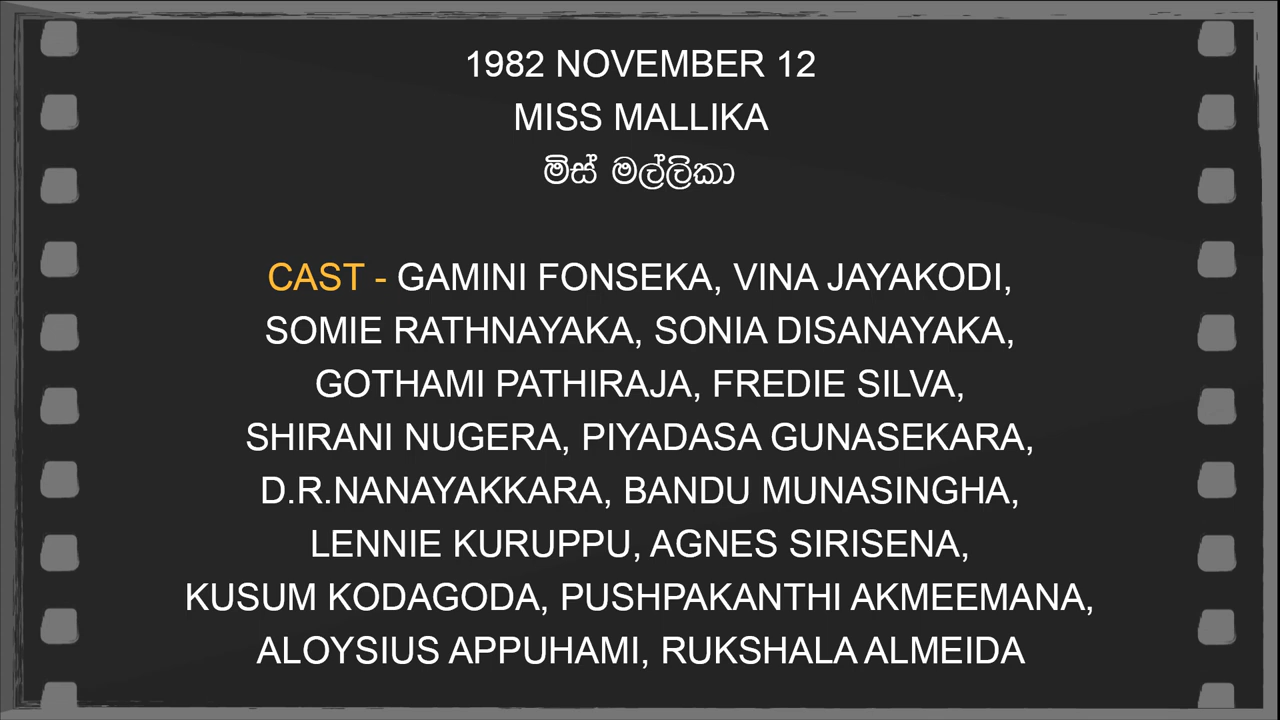 1982 NOVEMBER 12
MISS MALLIKA
මිස් මල්ලිකා
CAST - GAMINI FONSEKA, VINA JAYAKODI,
SOMIE RATHNAYAKA, SONIA DISANAYAKA,
GOTHAMI PATHIRAJA, FREDIE SILVA,
SHIRANI NUGERA, PIYADASA GUNASEKARA,
D.R.NANAYAKKARA, BANDU MUNASINGHA,
LENNIE KURUPPU, AGNES SIRISENA,
KUSUM KODAGODA, PUSHPAKANTHI AKMEEMANA,
ALOYSIUS APPUHAMI, RUKSHALA ALMEIDA